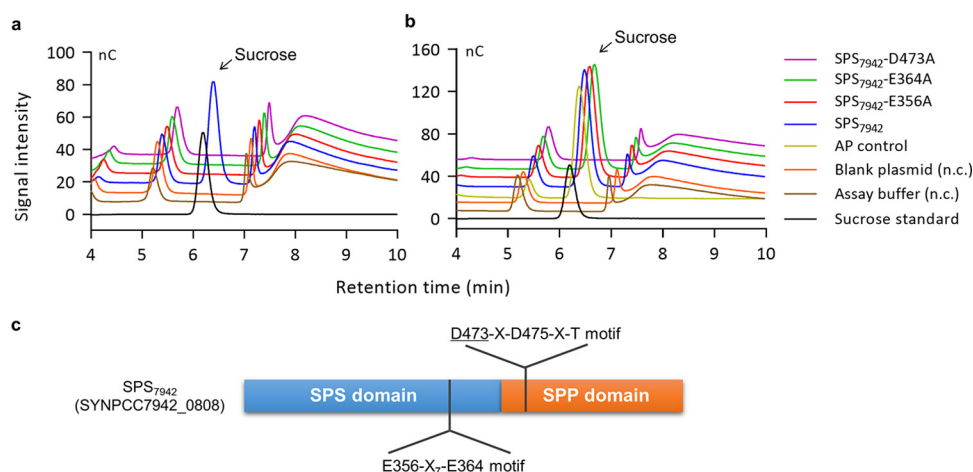 a
nC
100
80
60
40
20
0
Signal intensity
Sucrose
4 5 6 7 8 9 10
b
nC
160
120
80
40
0
Sucrose
4 5 6 7 8 9 10
Retention time (min)
SPS7942-D473A
SPS7942-E364A
SPS7942-E356A
SPS7942
AP control
Blank plasmid (n.c.)
Assay buffer (n.c.)
Sucrose standard
c
D473-X-D475-X-T motif
SPS7942
(SYNPCC7942_0808)
SPS domain
SPP domain
E356-X7-E364 motif